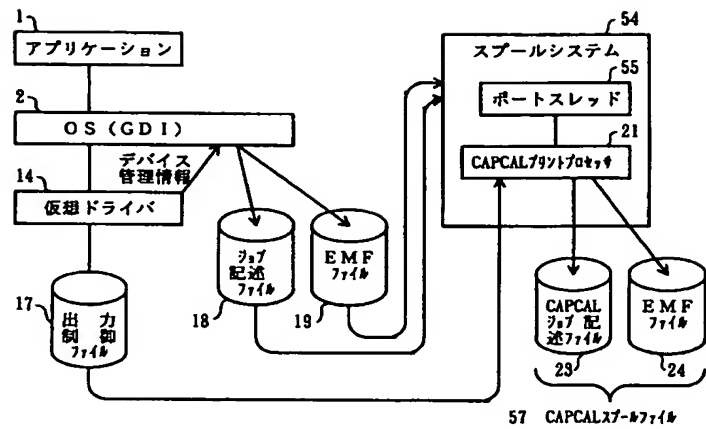 1
アプリケーション
2
OS(GDI)
デバイス
管理情報
14
仮想ドライバ
17
出力
制御
ファイル
ジョブ
記述
ファイル
18
EMF
ファイル
19
54
スプールシステム
55
ポートスレッド
21
CAPCALプリントプロセッサ
CAPCAL
ジョブ記
述ファイル
23
EMF
ファイル
24
57 CAPCALスプールファイル